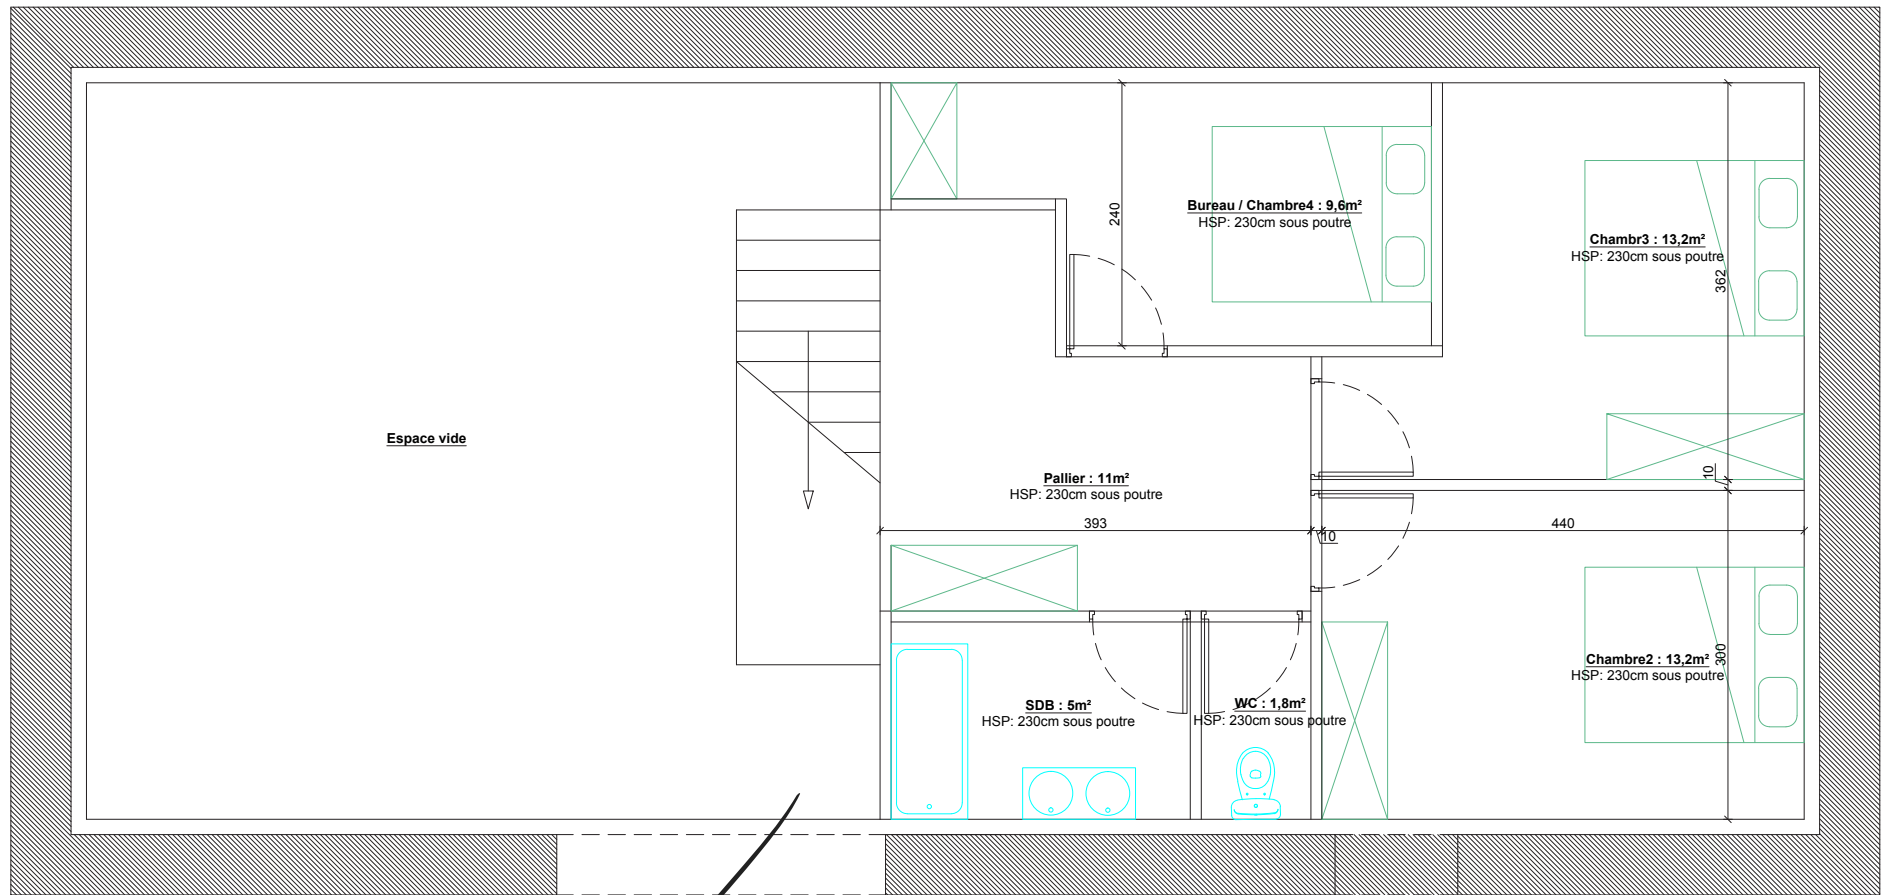 Bureau / Chambre4 : 9,6m²
HSP: 230cm sous poutre
240
Chambr3 : 13,2m²
HSP: 230cm sous poutre
362
Espace vide
Pallier : 11m²
HSP: 230cm sous poutre
10
393
10
440
Chambre2 : 13,2m²
HSP: 230cm sous poutre
300
SDB : 5m²
HSP: 230cm sous poutre
WC : 1,8m²
HSP: 230cm sous poutre